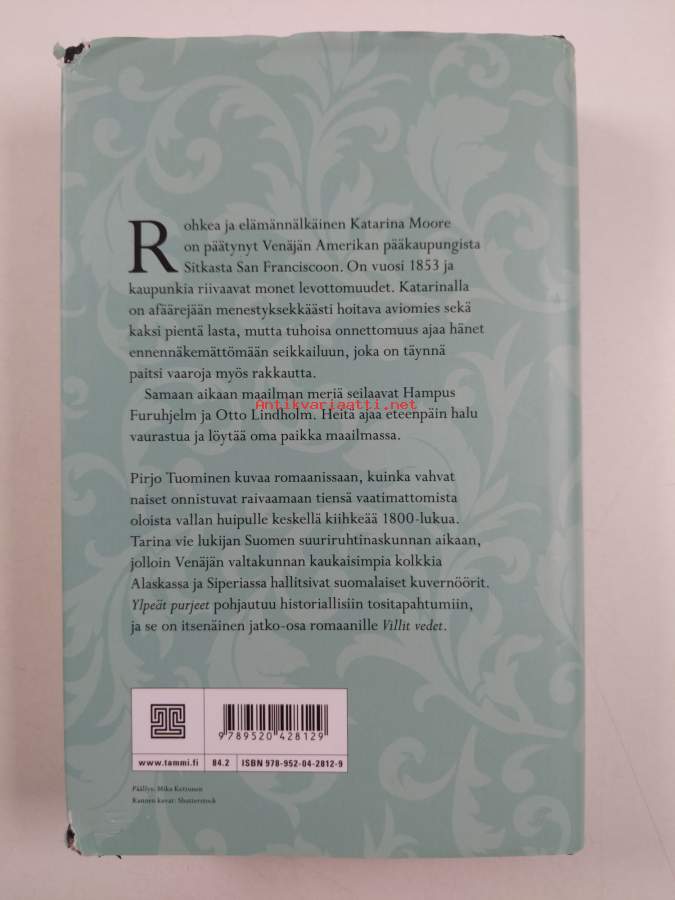 Rohkea ja elämännälkäinen Katarina Moore
on päätynyt Venäjän Amerikan pääkaupungista
Sitkasta San Franciscoon. On vuosi 1853 ja
kaupunkia riivaavat monet levottomuudet. Katarinalla
on afäärejään menestyksekkäästi hoitava aviomies sekä
kaksi pientä lasta, mutta tuhoisa onnettomuus ajaa hänet
ennennäkemättömään seikkailuun, joka on täynnä
paitsi vaaroja myös rakkautta.
Samaan aikaan maailman meriä seilaavat Hampus
Antikvariaatti.net
Furuhjelm ja Otto Lindholm. Heitä ajaa eteenpäin halu
vaurastua ja löytää oma paikka maailmassa.
Pirjo Tuominen kuvaa romaanissaan, kuinka vahvat
naiset onnistuvat raivaamaan tiensä vaatimattomista
oloista vallan huipulle keskellä kiihkeää 1800-lukua.
Tarina vie lukijan Suomen suuriruhtinaskunnan aikaan,
jolloin Venäjän valtakunnan kaukaisimpia kolkkia
Alaskassa ja Siperiassa hallitsivat suomalaiset kuvernöörit.
Ylpeät purjeet pohjautuu historiallisiin tositapahtumiin,
ja se on itsenäinen jatko-osa romaanille Villit vedet.
9 789520 428129
www.tammi.fi 84.2 ISBN 978-952-04-2812-9
Päällys: Mika Kettunen
Kannen kuvat: Shutterstock